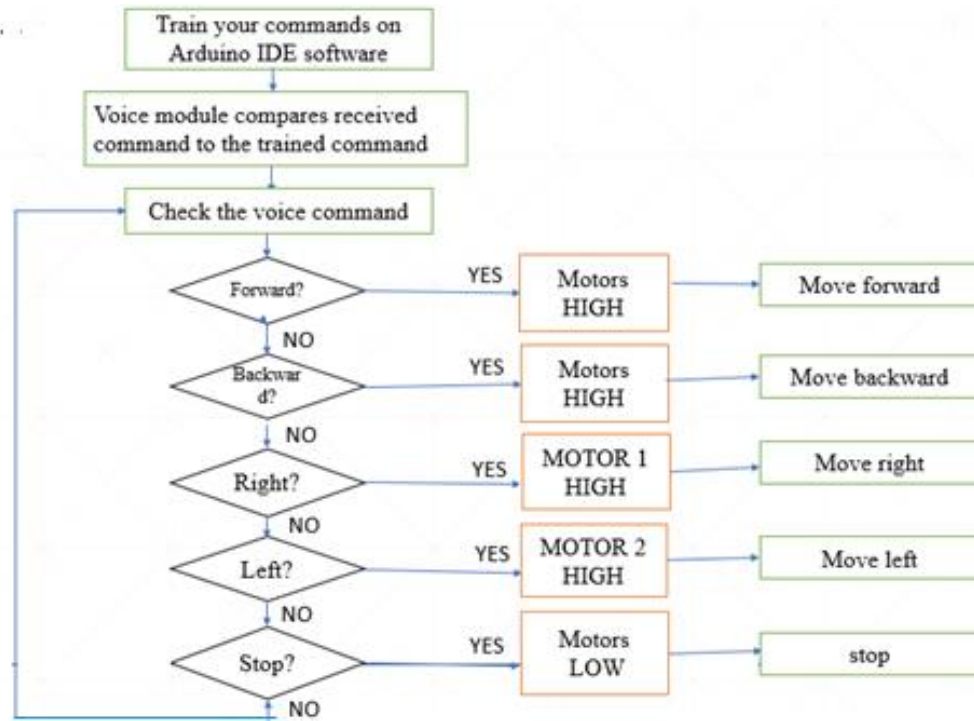 Train your commands on
Arduino IDE software
Voice module compares received
command to the trained command
Check the voice command
Forward?
YES
Motors
HIGH
Move forward
NO
Backwar
d?
YES
Motors
HIGH
Move backward
NO
Right?
YES
MOTOR 1
HIGH
Move right
NO
Left?
YES
MOTOR 2
HIGH
Move left
NO
Stop?
YES
Motors
LOW
stop
NO